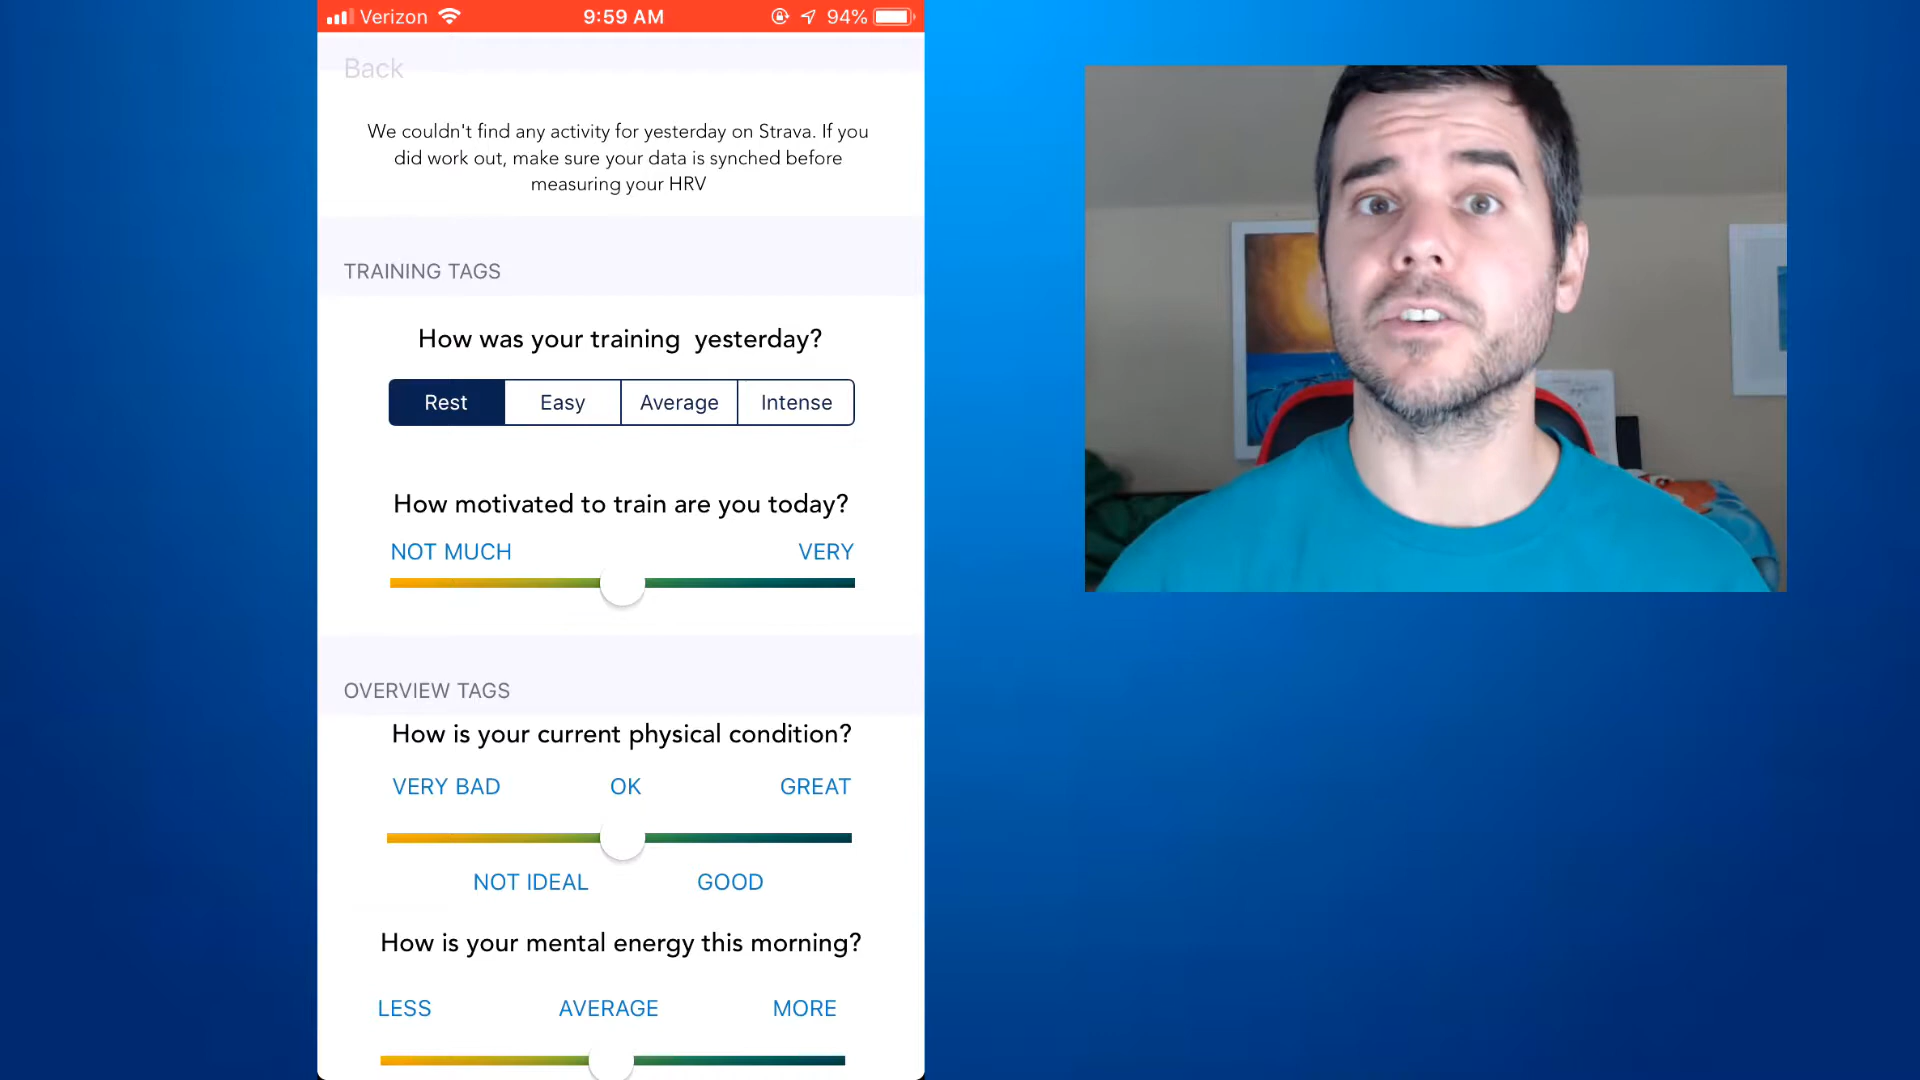 Verizon 9:59 AM 94%
Back
We couldn't find any activity for yesterday on Strava. If you
did work out, make sure your data is synched before
measuring your HRV
TRAINING TAGS
How was your training yesterday?
Rest Easy Average Intense
How motivated to train are you today?
NOT MUCH VERY
OVERVIEW TAGS
How is your current physical condition?
VERY BAD OK GREAT
NOT IDEAL GOOD
How is your mental energy this morning?
LESS AVERAGE MORE